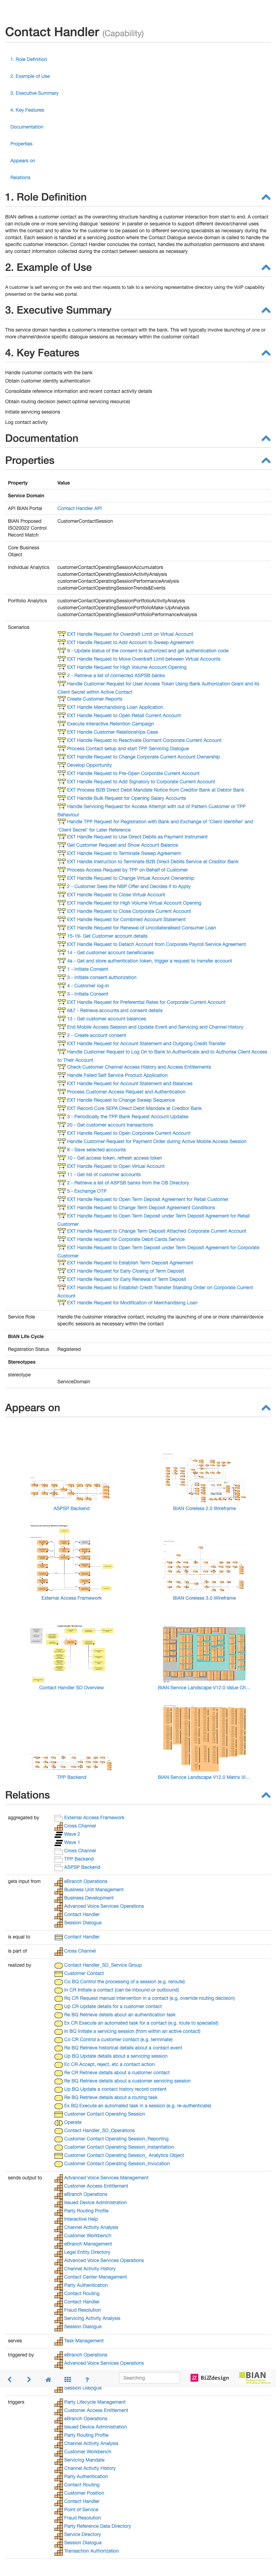 Contact Handler (Capability)
1. Role Definition
2. Example of Use
3. Executive Summary
4. Key Features
Documentation
Properties
Appears on
Relations
1. Role Definition
BIAN defines a customer contact as the ownership structure handling a customer interaction from start to end. A contact
can include one or more servicing dialogue 'sessions'. In parallel or sequence to support different dialogues/devices used
within the contact and to allow for the case where a customer is passed on to different servicing operators as necessary during the
contact. Each session is handled at any time by one servicing position where the Customer Contact handler is defined to handle the
specific customer interaction. Contact Handler overseas the contact, handles routing/re-routing and authorizations and shares
any contact information collected during the contact between sessions as necessary
2. Example of Use
A customer is self serving on the web and then requests to talk to a servicing representative directory using the VoIP capability
presented on the banks web portal.
3. Executive Summary
This service domain handles a customer's interactive contact with the bank. This will typically involve launching of one or
more channel/device specific dialogue sessions as necessary within the customer contact
4. Key Features
Handle customer contacts with the bank
Obtain customer identity authentication
Consolidate reference information and recent contact activity details
Obtain routing decision (select optimal servicing resource)
Initiate servicing sessions
Log contact activity
Documentation
Properties
Property Value
Service Domain
API BIAN Portal Contact Handler API
BIAN Proposed CustomerContactSession
ISO20022 Control
Record Match
Core Business
Object
Individual Analytics customerContactOperatingSessionAccumulators
customerContactOperatingSessionActivityAnalysis
customerContactOperatingSessionPerformanceAnalysis
customerContactOperatingSessionTrends&Events
Portfolio Analytics customerContactOperatingSessionPortfolioActivityAnalysis
customerContactOperatingSessionPortfolioMake-UpAnalysis
customerContactOperatingSessionPortfolioPerformanceAnalysis
Scenarios
EXT Handle Request for Overdraft Limit on Virtual Account
EXT Handle Request to Add Account to Sweep Agreement
9 - Update status of the consent to authorized and get authentication code
EXT Handle Request to Move Overdraft Limit between Virtual Accounts
EXT Handle Request for High Volume Account Opening
2 - Retrieve a list of connected ASPSB banks
Handle Customer Request for User Access Token Using Bank Authorization Grant and its
Client Secret within Active Contact
Create Customer Reports
EXT Handle Merchandising Loan Application
EXT Handle Request to Open Retail Current Account
Execute Interactive Retention Campaign
EXT Handle Customer Relationships Case
EXT Handle Request to Reactivate Dormant Corporate Current Account
Process Contact setup and start TPP Servicing Dialogue
EXT Handle Request to Change Corporate Current Account Ownership
Develop Opportunity
EXT Handle Request to Pre-Open Corporate Current Account
EXT Handle Request to Add Signatory to Corporate Current Account
EXT Process B2B Direct Debit Mandate Notice from Creditor Bank at Debtor Bank
EXT Handle Bulk Request for Opening Salary Accounts
Handle Servicing Request for Access Attempt with out of Pattern Customer or TPP
Behaviour
Handle TPP Request for Registration with Bank and Exchange of 'Client Identifier' and
'Client Secret' for Later Reference
EXT Handle Request to Use Direct Debits as Payment Instrument
Get Customer Request and Show Account Balance
EXT Handle Request to Terminate Sweep Agreement
EXT Handle Instruction to Terminate B2B Direct Debits Service at Creditor Bank
Process Access Request by TPP on Behalf of Customer
EXT Handle Request to Change Virtual Account Ownership
2 - Customer Sees the NBP Offer and Decides if to Apply
EXT Handle Request to Close Virtual Account
EXT Handle Request for High Volume Virtual Account Opening
EXT Handle Request to Close Corporate Current Account
EXT Handle Request for Combined Account Statement
EXT Handle Request for Renewal of Uncollateralised Consumer Loan
15-19- Get Customer account details
EXT Handle Request to Detach Account from Corporate Payroll Service Agreement
14 - Get customer account beneficiaries
4a - Get and store authentication token, trigger a request to transfer account
1 - Initiate Consent
3 - Initiate consent authorization
4 - Customer log-in
3 - Initiate Consent
EXT Handle Request for Preferential Rates for Corporate Current Account
6&7 - Retrieve accounts and consent details
13 - Get customer account balances
End Mobile Access Session and Update Event and Servicing and Channel History
2 - Create account consent
EXT Handle Request for Account Statement and Outgoing Credit Transfer
Handle Customer Request to Log On to Bank to Authenticate and to Authorise Client Access
to Their Account
Check Customer Channel Access History and Access Entitlements
Handle Failed Self Service Product Application
EXT Handle Request for Account Statement and Balances
Process Customer Access Request and Authentication
EXT Handle Request to Change Sweep Sequence
EXT Record Core SEPA Direct Debit Mandate at Creditor Bank
3 - Periodically the TPP Bank Request Account Updates
20 - Get customer account transactions
EXT Handle Request to Open Corporate Current Account
Handle Customer Request for Payment Order during Active Mobile Access Session
9 - Save selected accounts
10 - Get access token, refresh access token
EXT Handle Request to Open Virtual Account
11 - Get list of customer accounts
2 - Retrieve a list of ASPSB banks from the OB Directory
5 - Exchange OTP
EXT Handle Request to Open Term Deposit Agreement for Retail Customer
EXT Handle Request to Change Term Deposit Agreement Conditions
EXT Handle Request to Open Term Deposit under Term Deposit Agreement for Retail
Customer
EXT Handle Request to Change Term Deposit Attached Corporate Current Account
EXT Handle request for Corporate Debit Cards Service
EXT Handle Request to Open Term Deposit under Term Deposit Agreement for Corporate
Customer
EXT Handle Request to Establish Term Deposit Agreement
EXT Handle Request for Early Closing of Term Deposit
EXT Handle Request for Early Renewal of Term Deposit
EXT Handle Request to Establish Credit Transfer Standing Order on Corporate Current
Account
EXT Handle Request for Modification of Merchandising Loan
Service Role Handle the customer interactive contact, including the launching of one or more channel/device
specific sessions as necessary within the contact
BIAN Life Cycle
Registration Status Registered
Stereotypes
stereotype
ServiceDomain
Appears on
ASPSP Backend
BIAN Coreless 2.0 Wireframe
External Access Framework
BIAN Coreless 3.0 Wireframe
Contact Handler SD Overview
BIAN Service Landscape V12.0 Value Ch...
TPP Backend
BIAN Service Landscape V12.0 Matrix Vi...
Relations
aggregated by External Access Framework
Cross Channel
Wave 2
Wave 1
Cross Channel
TPP Backend
ASPSP Backend
gets input from eBranch Operations
Business Unit Management
Business Development
Advanced Voice Services Operations
Contact Handler
Session Dialogue
is equal to Contact Handler
is part of Cross Channel
realized by Contact Handler_SD_Service Group
Customer Contact
Co BQ Control the processing of a session (e.g. reroute)
In CR Initiate a contact (can be inbound or outbound)
Rq CR Request manual intervention in a contact (e.g. override routing decision)
Up CR Update details for a customer contact
Re BQ Retrieve details about an authentication task
Ex CR Execute an automated task for a contact (e.g. route to specialist)
In BQ Initiate a servicing session (from within an active contact)
Co CR Control a customer contact (e.g. terminate)
Re BQ Retrieve historical details about a contact event
Up BQ Update details about a servicing session
Ec CR Accept, reject, etc a contact action
Re CR Retrieve details about a customer contact
Re BQ Retrieve details about a customer servicing session
Up BQ Update a contact history record content
Re BQ Retrieve details about a routing task
Ex BQ Execute an automated task in a session (e.g. re-authenticate)
Customer Contact Operating Session
Operate
Contact Handler_SD_Operations
Customer Contact Operating Session_Reporting
Customer Contact Operating Session_Instantiation
Customer Contact Operating Session_ Analytics Object
Customer Contact Operating Session_Invocation
sends output to Advanced Voice Services Management
Customer Access Entitlement
eBranch Operations
Issued Device Administration
Party Routing Profile
Interactive Help
Channel Activity Analysis
Customer Workbench
eBranch Management
Legal Entity Directory
Advanced Voice Services Operations
Channel Activity History
Contact Center Management
Party Authentication
Contact Routing
Contact Handler
Fraud Resolution
Servicing Activity Analysis
Session Dialogue
serves Task Management
triggered by eBranch Operations
Advanced Voice Services Operations
Searching
BiZZdesign
BIAN
Session Dialogue
triggers Party Lifecycle Management
Customer Access Entitlement
eBranch Operations
Issued Device Administration
Party Routing Profile
Channel Activity Analysis
Customer Workbench
Servicing Mandate
Channel Activity History
Party Authentication
Contact Routing
Customer Position
Contact Handler
Point of Service
Fraud Resolution
Party Reference Data Directory
Service Directory
Session Dialogue
Transaction Authorization